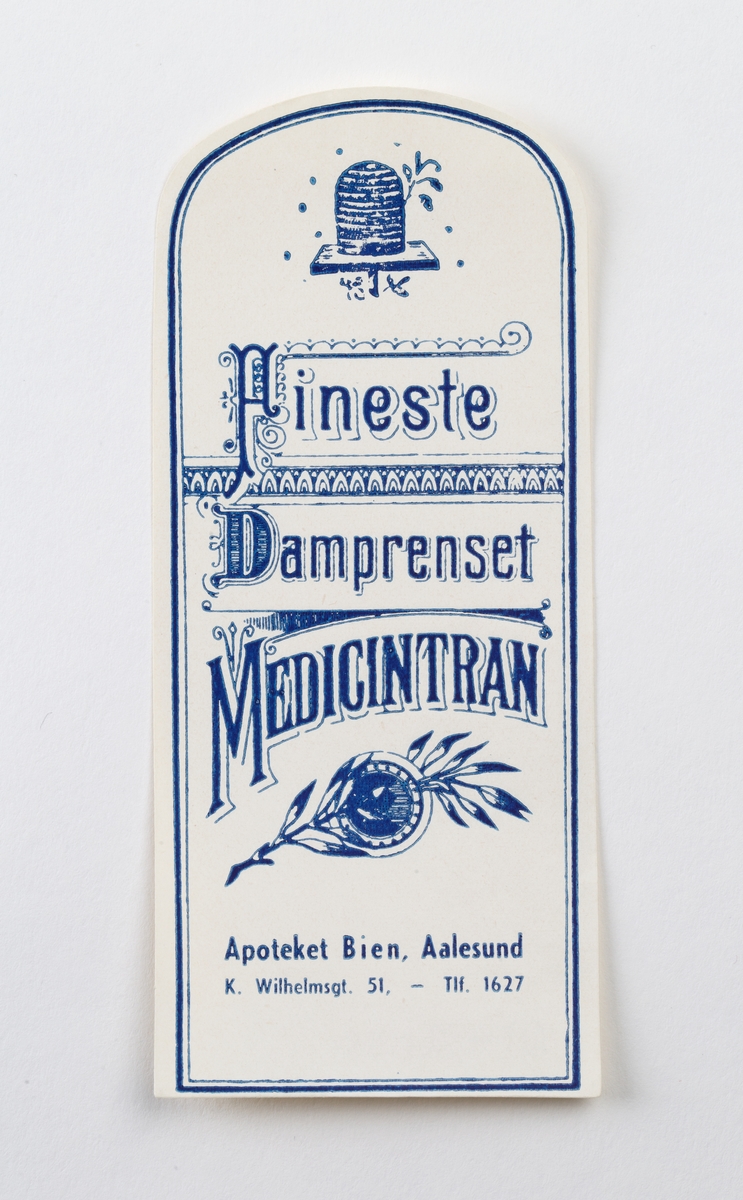 Fineste
Damprenset
MEDICINTRAN
Apoteket Bien, Aalesund
K. Wilhelmsgt. 51, – Tlf. 1627